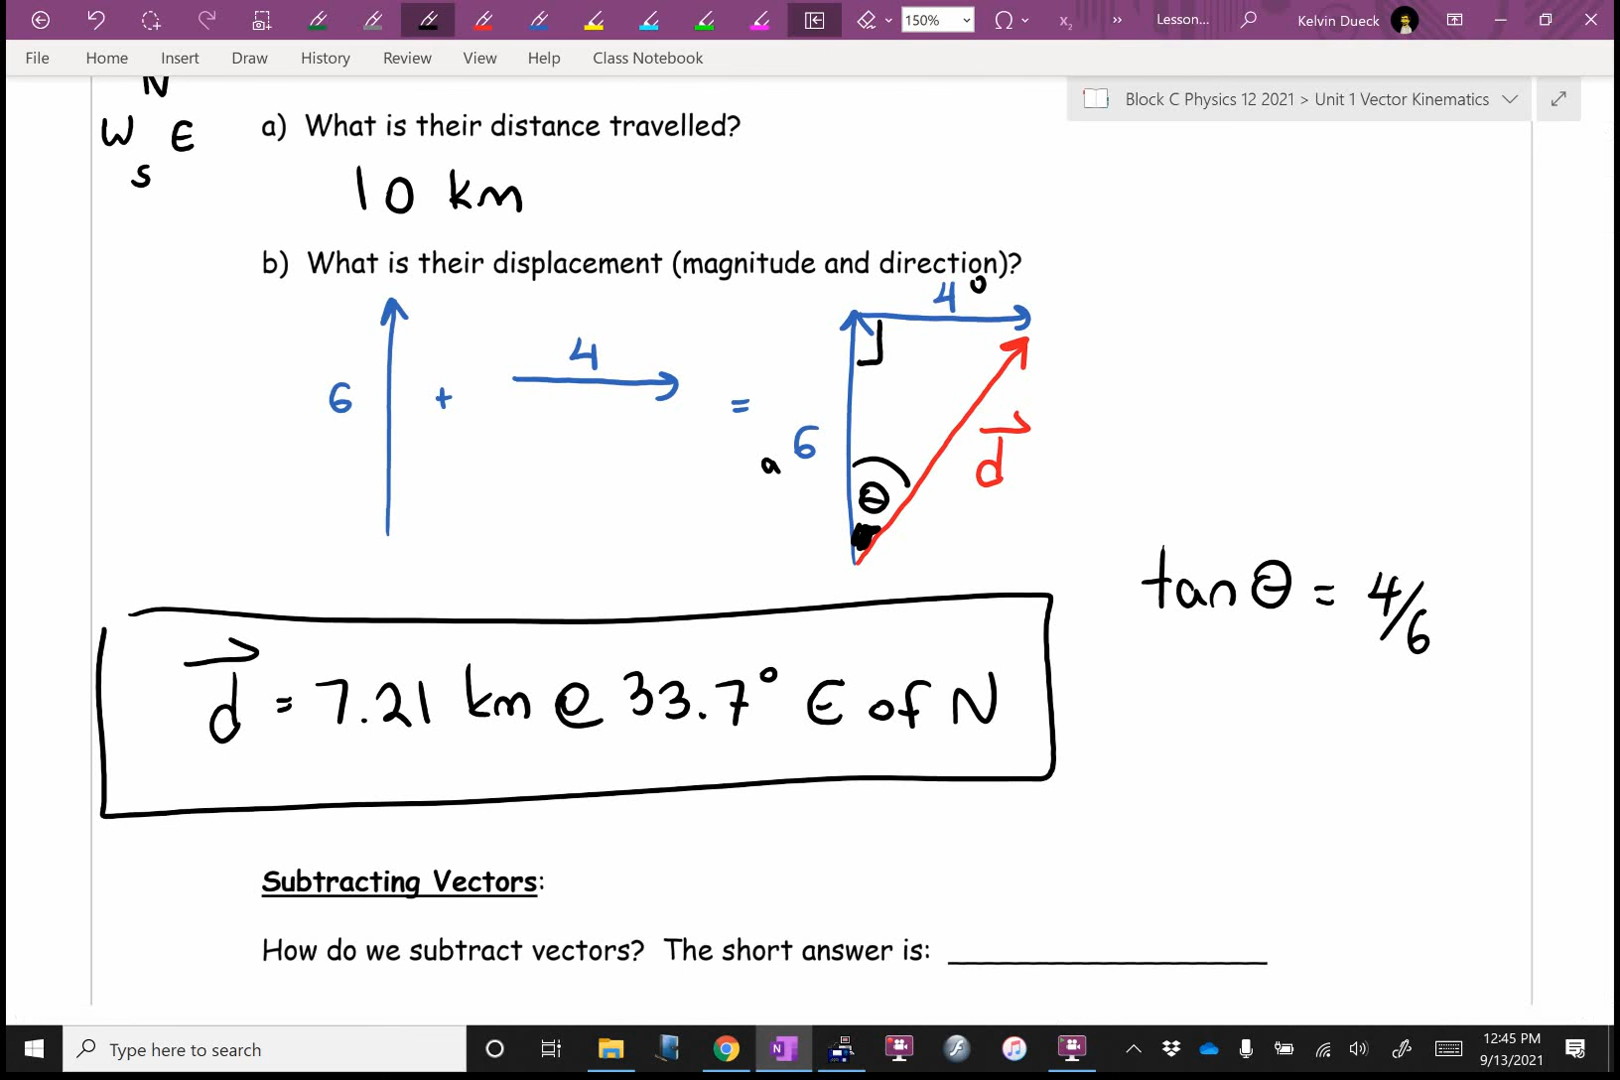 150%
Ω
x₂
»
Lesson...
Kelvin Dueck
File Home Insert Draw History Review View Help Class Notebook
Block C Physics 12 2021 > Unit 1 Vector Kinematics
N
W E
S
a) What is their distance travelled?
10 km
b) What is their displacement (magnitude and direction)?
4 o
4
6 + = a 6
d
θ
tan θ = 4/6
d = 7.21 km @ 33.7° E of N
Subtracting Vectors:
How do we subtract vectors? The short answer is: ____________________
Type here to search
N
12:45 PM
9/13/2021